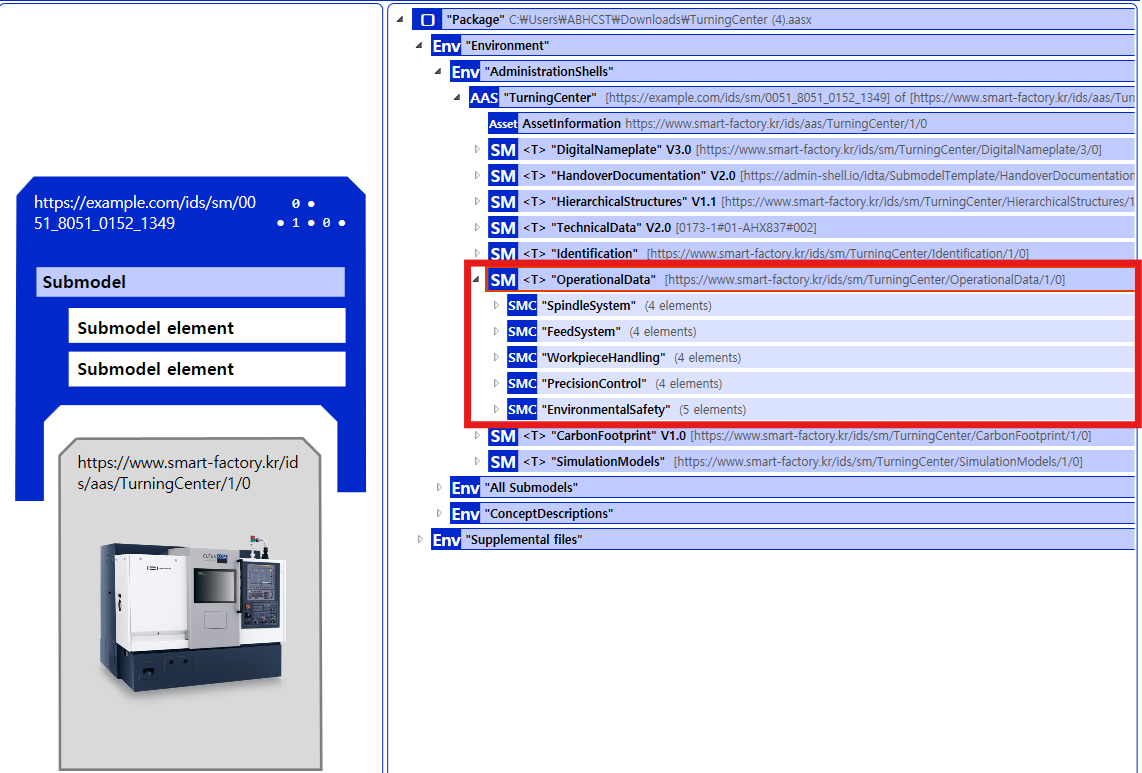 https://example.com/ids/sm/00
51_8051_0152_1349
0 ●
● 1 ● 0 ●
Submodel
Submodel element
Submodel element
https://www.smart-factory.kr/id
s/aas/TurningCenter/1/0
"Package" C:₩Users₩ABHCST₩Downloads₩TurningCenter (4).aasx
Env "Environment"
Env "AdministrationShells"
AAS "TurningCenter" [https://example.com/ids/sm/0051_8051_0152_1349] of [https://www.smart-factory.kr/ids/aas/Turn
Asset AssetInformation https://www.smart-factory.kr/ids/aas/TurningCenter/1/0
SM <T> "DigitalNameplate" V3.0 [https://www.smart-factory.kr/ids/sm/TurningCenter/DigitalNameplate/3/0]
SM <T> "HandoverDocumentation" V2.0 [https://admin-shell.io/idta/SubmodelTemplate/HandoverDocumentation
SM <T> "HierarchicalStructures" V1.1 [https://www.smart-factory.kr/ids/sm/TurningCenter/HierarchicalStructures/1
SM <T> "TechnicalData" V2.0 [0173-1#01-AHX837#002]
SM <T> "Identification" [https://www.smart-factory.kr/ids/sm/TurningCenter/Identification/1/0]
SM <T> "OperationalData" [https://www.smart-factory.kr/ids/sm/TurningCenter/OperationalData/1/0]
SMC "SpindleSystem" (4 elements)
SMC "FeedSystem" (4 elements)
SMC "WorkpieceHandling" (4 elements)
SMC "PrecisionControl" (4 elements)
SMC "EnvironmentalSafety" (5 elements)
SM <T> "CarbonFootprint" V1.0 [https://www.smart-factory.kr/ids/sm/TurningCenter/CarbonFootprint/1/0]
SM <T> "SimulationModels" [https://www.smart-factory.kr/ids/sm/TurningCenter/SimulationModels/1/0]
Env "All Submodels"
Env "ConceptDescriptions"
Env "Supplemental files"